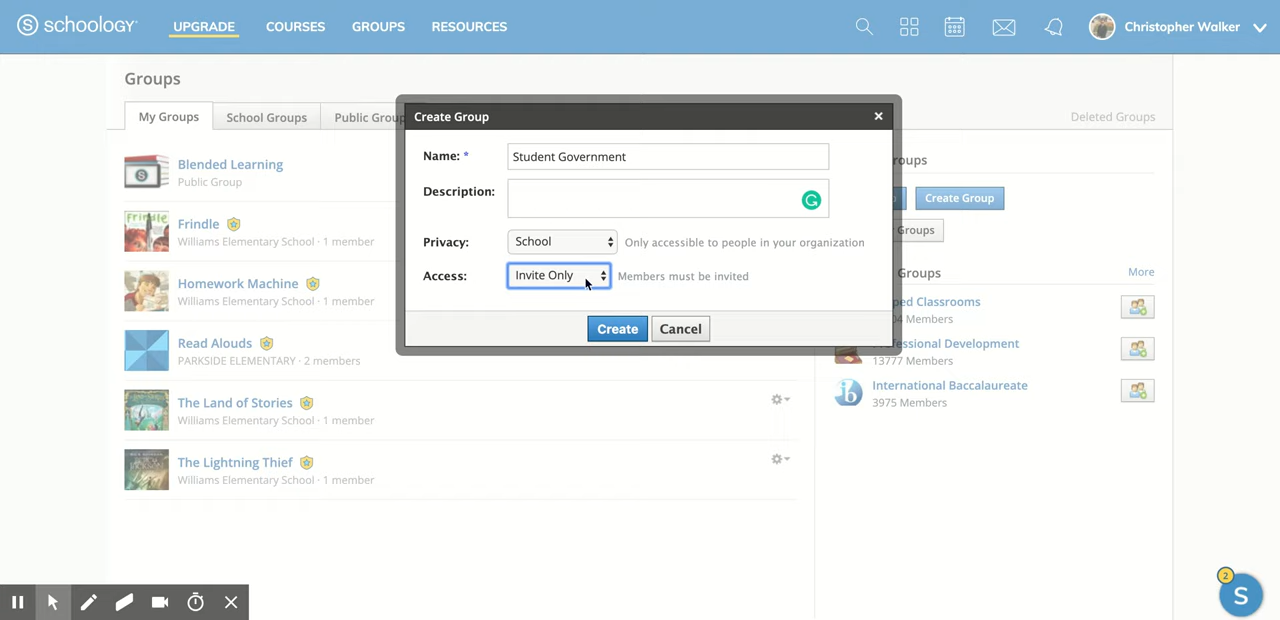 schoology® UPGRADE COURSES GROUPS RESOURCES Christopher Walker
Groups
My Groups School Groups Public Group Deleted Groups
Create Group ×
Name: * Student Government
Description:
Privacy: School Only accessible to people in your organization
Access: Invite Only Members must be invited
Create Cancel
Blended Learning
Public Group
Frindle
Williams Elementary School · 1 member
Homework Machine
Williams Elementary School · 1 member
Read Alouds
PARKSIDE ELEMENTARY · 2 members
The Land of Stories
Williams Elementary School · 1 member
The Lightning Thief
Williams Elementary School · 1 member
Create Group
Groups
Groups More
Classrooms
Members
Professional Development
13777 Members
International Baccalaureate
3975 Members
2
S